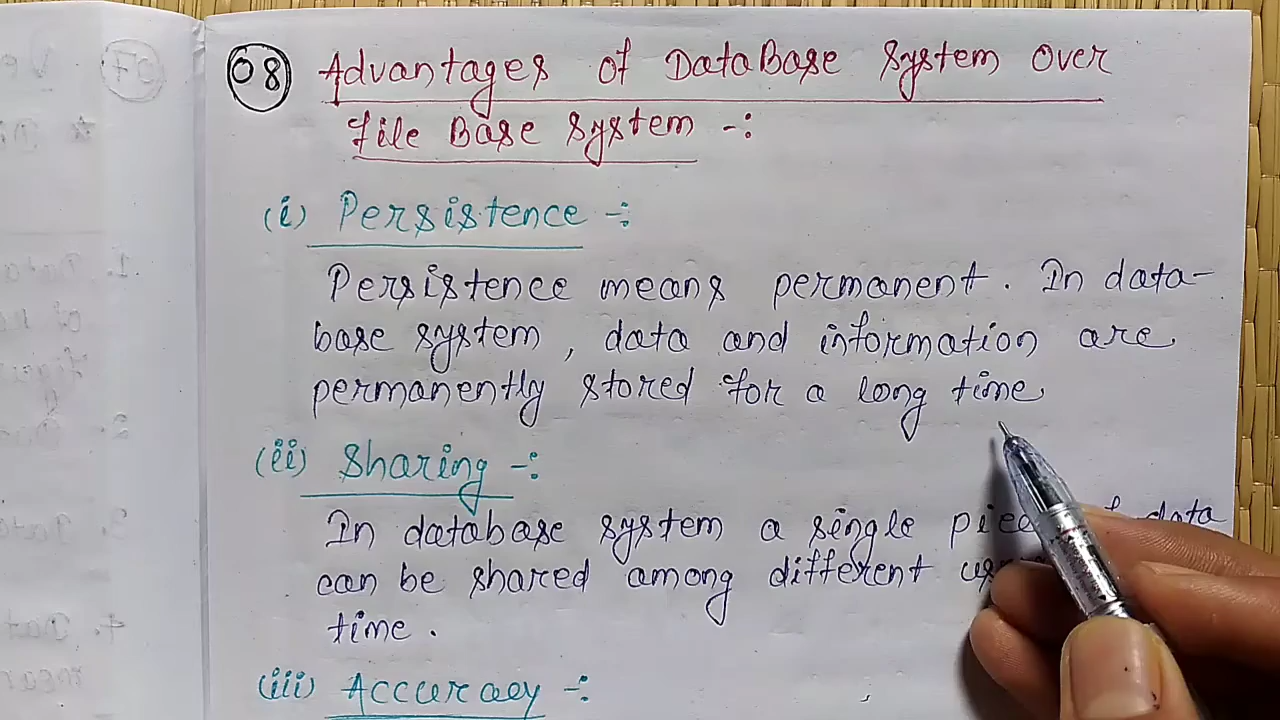 08 Advantages of DataBase System Over
File Base System -:
(i) Persistence -:
Persistence means permanent. In data-
base system, data and information are
permanently stored for a long time
(ii) Sharing -:
In database system a single data
can be shared among different
time.
(iii) Accuracy -: